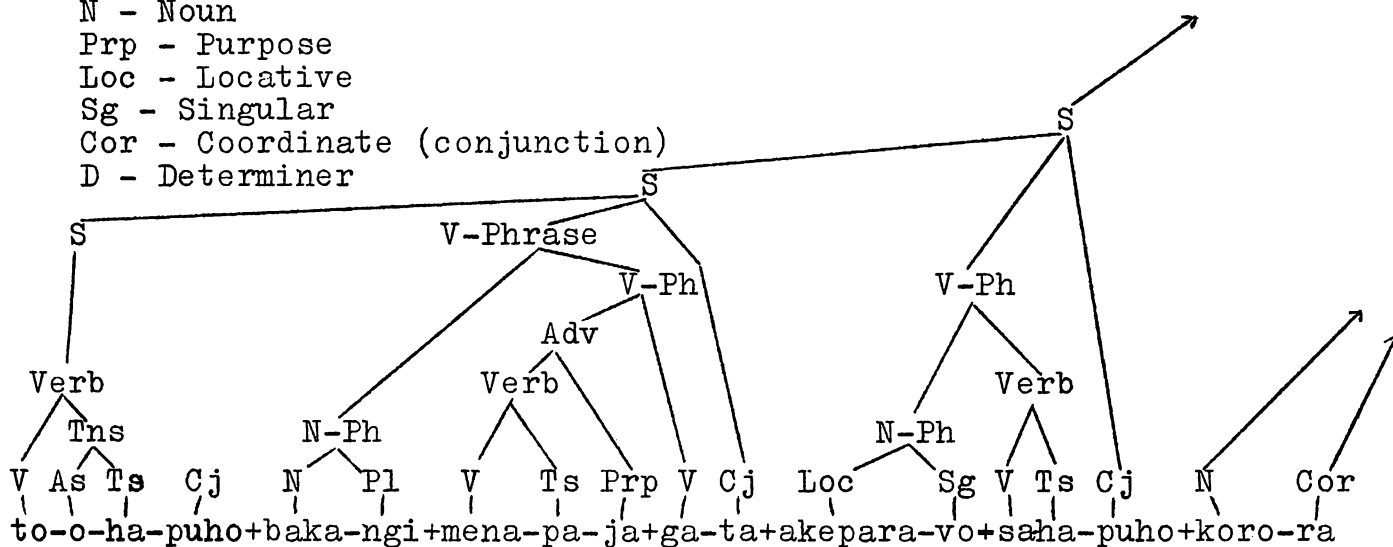 N - Noun
Prp - Purpose
Loc - Locative
Sg - Singular
Cor - Coordinate (conjunction)
D - Determiner
S
S
S
V-Phrase
V-Ph
V-Ph
Adv
Verb
Verb
Verb
Tns
N-Ph
N-Ph
V As Ts Cj N Pl V Ts Prp V Cj Loc Sg V Ts Cj N Cor
to-o-ha-puho+baka-ngi+mena-pa-ja+ga-ta+akepara-vo+saha-puho+koro-ra